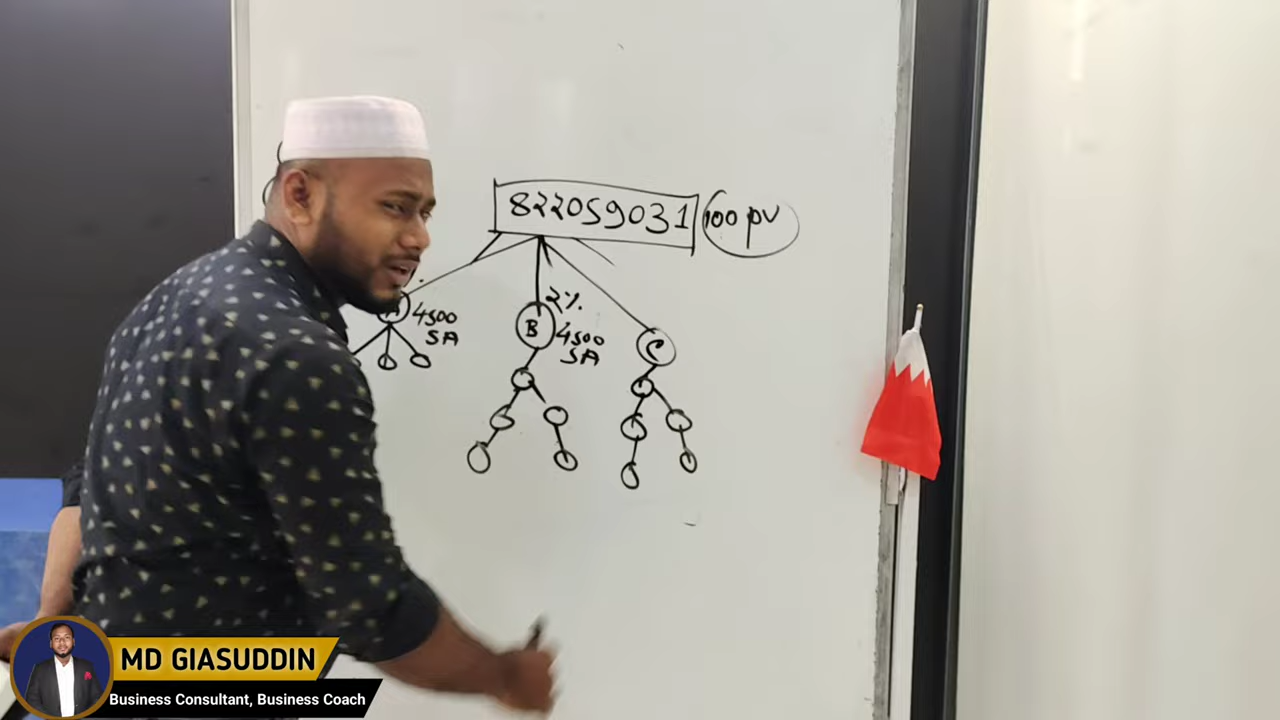 822059031 100 PV
2%
A 4500
SA
B 4500
SA
C
MD GIASUDDIN
Business Consultant, Business Coach